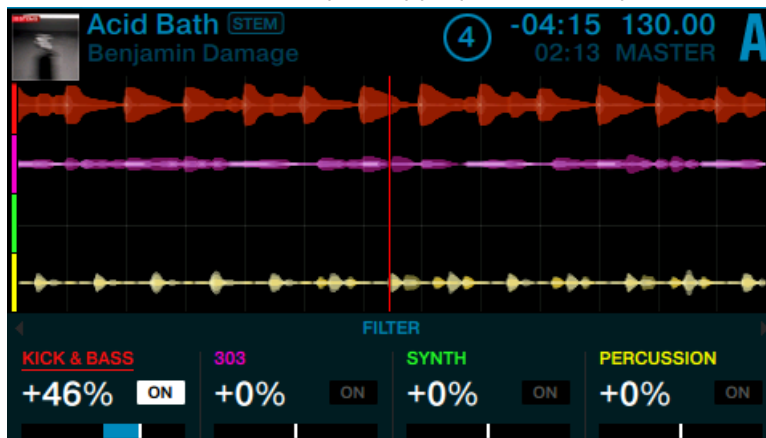 Acid Bath STEM
Benjamin Damage
4
-04:15 130.00
02:13 MASTER
A
FILTER
KICK & BASS 303 SYNTH PERCUSSION
+46% ON +0% ON +0% ON +0% ON